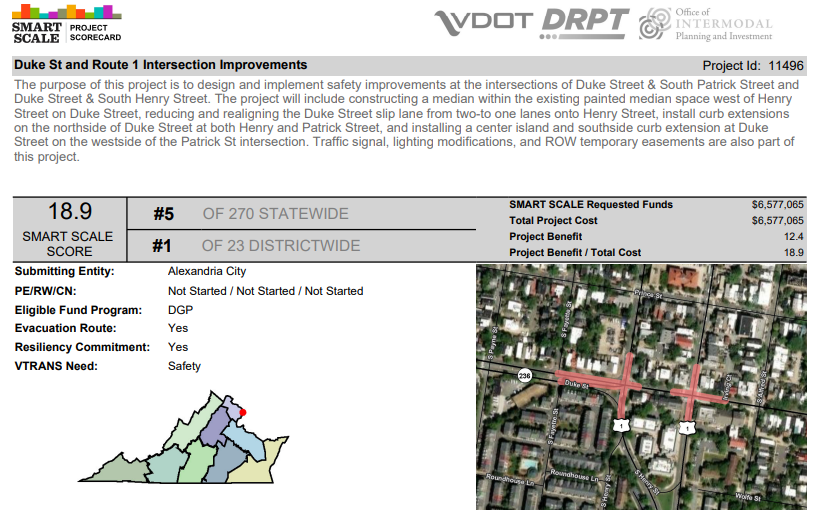 SMART
SCALE
PROJECT
SCORECARD
VDOT DRPT
Office of
INTERMODAL
Planning and Investment
Duke St and Route 1 Intersection Improvements
Project Id: 11496
The purpose of this project is to design and implement safety improvements at the intersections of Duke Street & South Patrick Street and
Duke Street & South Henry Street. The project will include constructing a median within the existing painted median space west of Henry
Street on Duke Street, reducing and realigning the Duke Street slip lane from two-to one lanes onto Henry Street, install curb extensions
on the northside of Duke Street at both Henry and Patrick Street, and installing a center island and southside curb extension at Duke
Street on the westside of the Patrick St intersection. Traffic signal, lighting modifications, and ROW temporary easements are also part of
this project.
18.9
SMART SCALE
SCORE
#5 OF 270 STATEWIDE
#1 OF 23 DISTRICTWIDE
SMART SCALE Requested Funds $6,577,065
Total Project Cost $6,577,065
Project Benefit 12.4
Project Benefit / Total Cost 18.9
Submitting Entity: Alexandria City
PE/RW/CN: Not Started / Not Started / Not Started
Eligible Fund Program: DGP
Evacuation Route: Yes
Resiliency Commitment: Yes
VTRANS Need: Safety
Prince St
S Fayette St
S Payne St
236
Duke St
S Alfred St
S Fayette St
1
1
Roundhouse Ln
Roundhouse Ln
S Henry St
Wolfe St